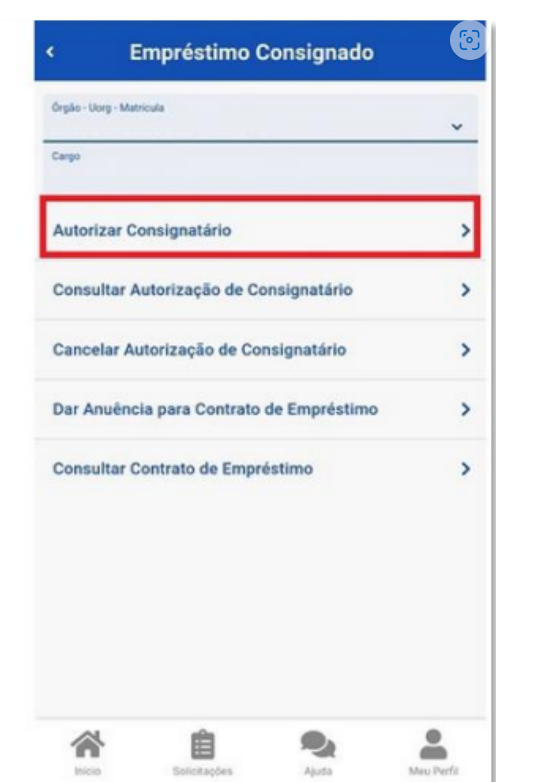 Empréstimo Consignado
Órgão - Uorg - Matrícula
Cargo
Autorizar Consignatário
Consultar Autorização de Consignatário
Cancelar Autorização de Consignatário
Dar Anuência para Contrato de Empréstimo
Consultar Contrato de Empréstimo
Início Solicitações Ajuda Meu Perfil